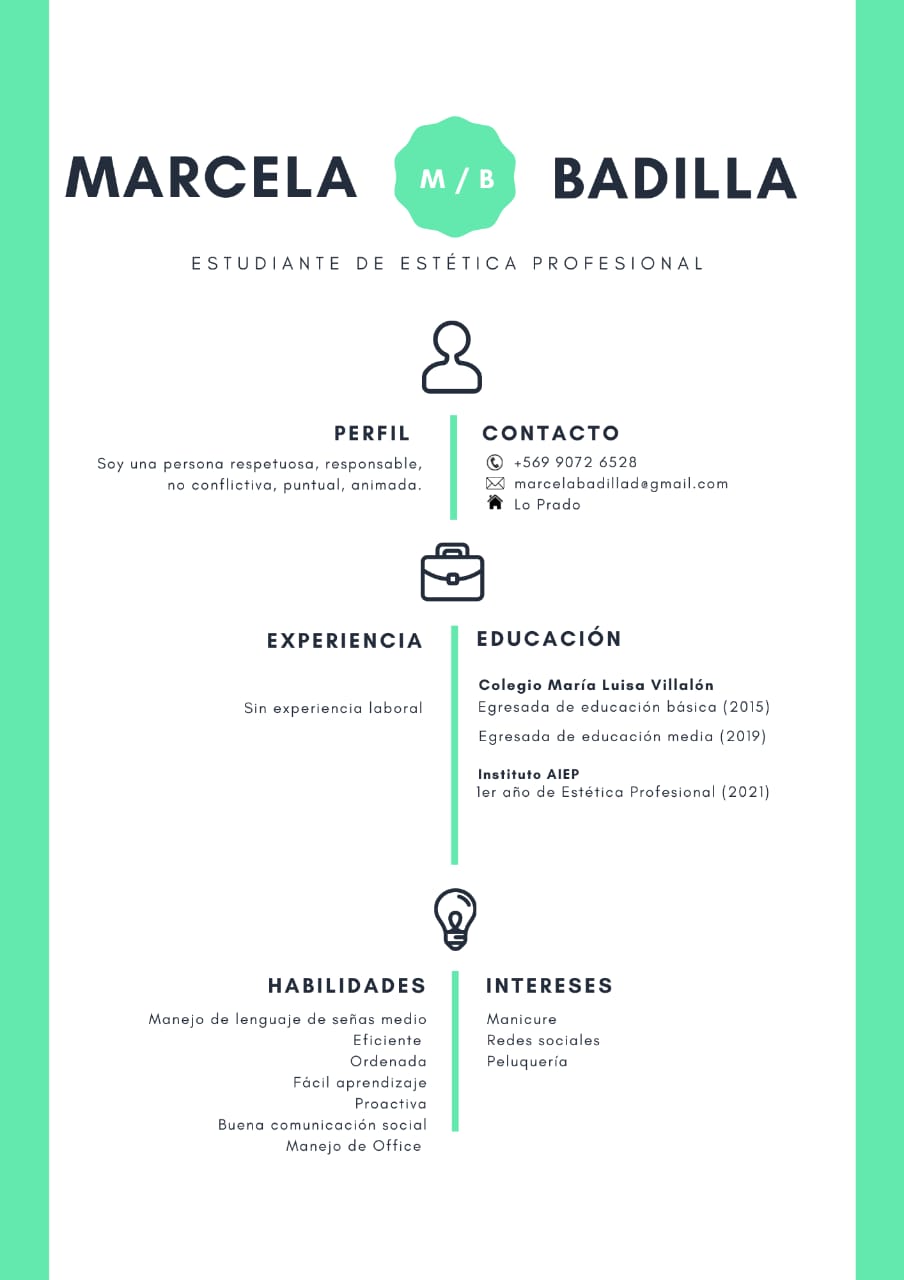 MARCELA
M / B
BADILLA
ESTUDIANTE DE ESTÉTICA PROFESIONAL
PERFIL
Soy una persona respetuosa, responsable,
no conflictiva, puntual, animada.
CONTACTO
+569 9072 6528
marcelabadillad@gmail.com
Lo Prado
EXPERIENCIA
Sin experiencia laboral
EDUCACIÓN
Colegio María Luisa Villalón
Egresada de educación básica (2015)
Egresada de educación media (2019)
Instituto AIEP
1er año de Estética Profesional (2021)
HABILIDADES
Manejo de lenguaje de señas medio
Eficiente
Ordenada
Fácil aprendizaje
Proactiva
Buena comunicación social
Manejo de Office
INTERESES
Manicure
Redes sociales
Peluquería